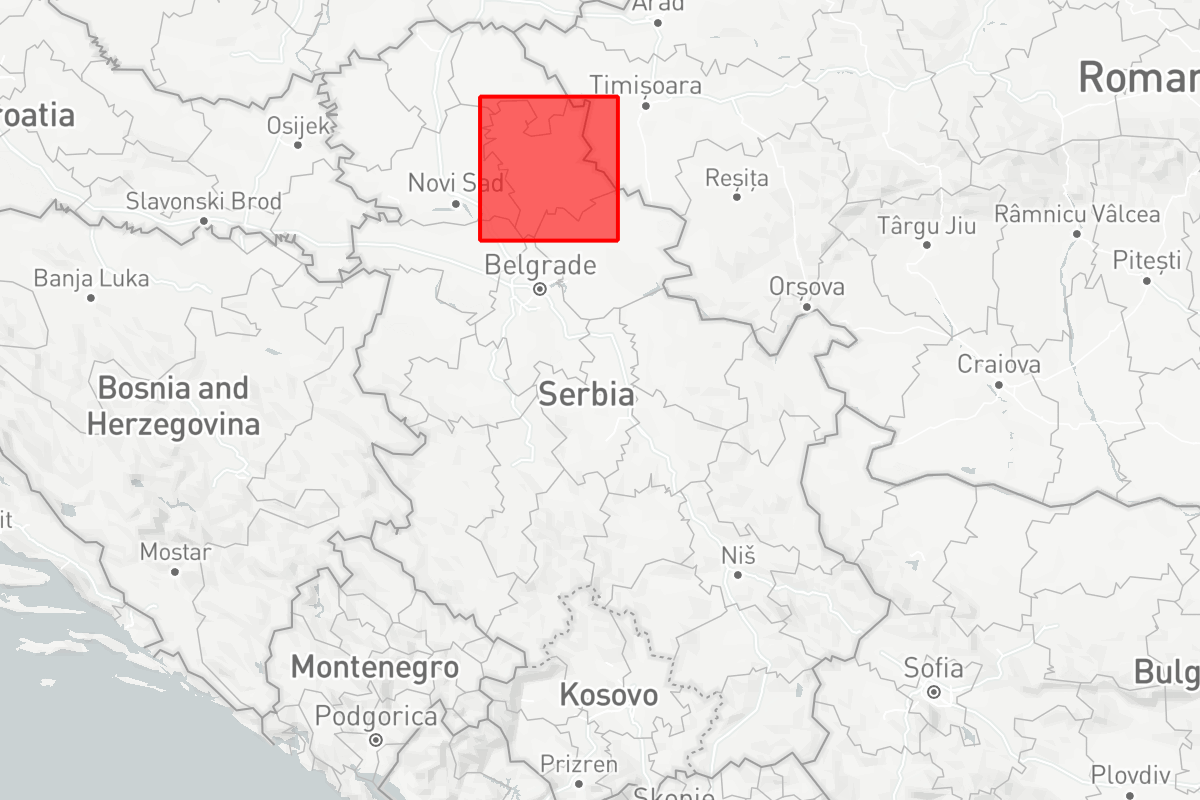 Arad
Timișoara
Roman
roatia
Osijek
Novi Sad
Reșița
Slavonski Brod
Târgu Jiu
Râmnicu Vâlcea
Pitești
Banja Luka
Belgrade
Orșova
Craiova
Bosnia and
Herzegovina
Serbia
it
Mostar
Niš
Montenegro
Kosovo
Sofia
Bulg
Podgorica
Prizren
Plovdiv
Skopje